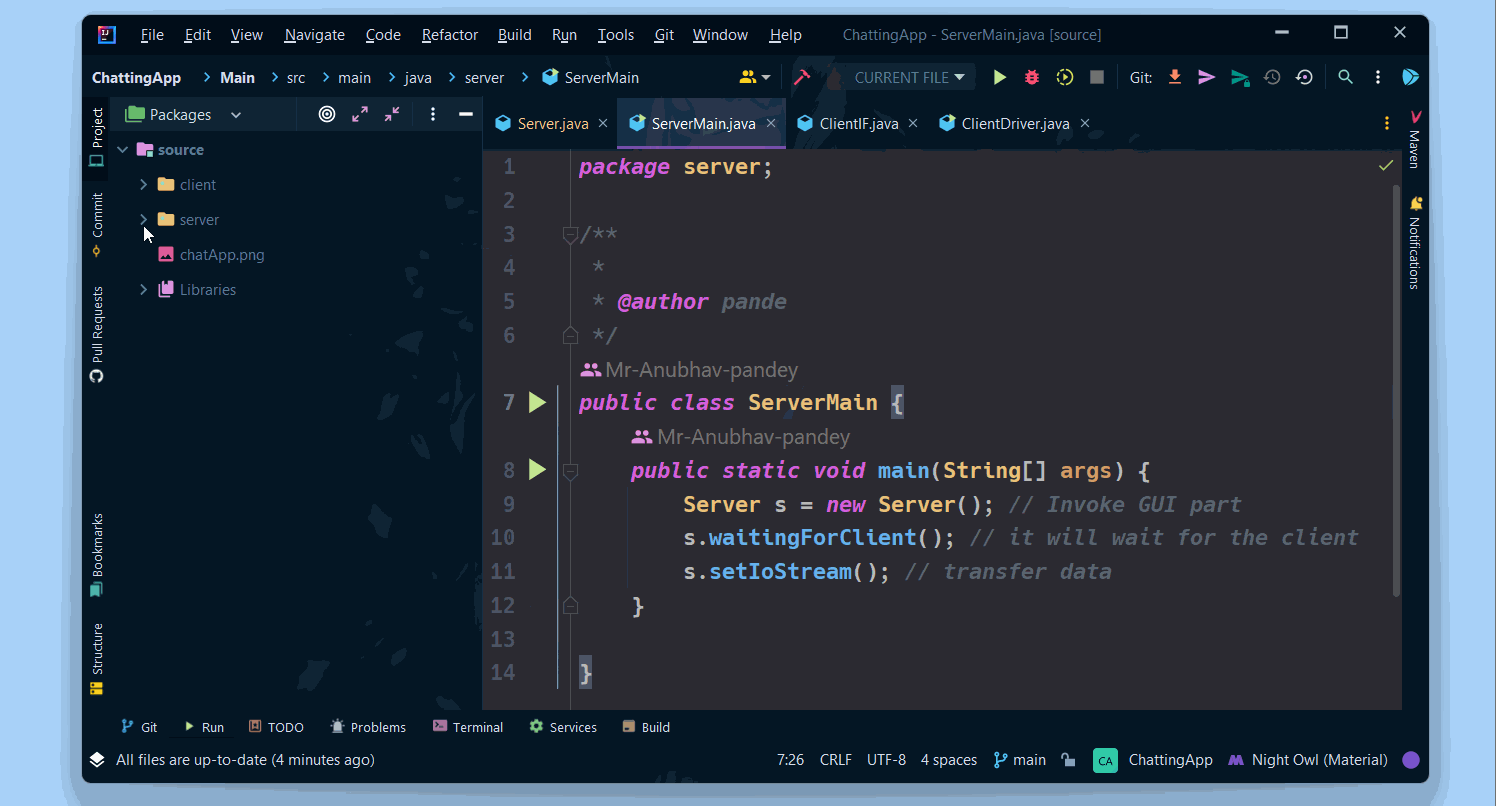 File Edit View Navigate Code Refactor Build Run Tools Git Window Help ChattingApp - ServerMain.java [source]
ChattingApp Main src main java server ServerMain CURRENT FILE Git:
Packages
Server.java ServerMain.java ClientIF.java ClientDriver.java
Project
Commit
Pull Requests
Bookmarks
Structure
source
client
server
chatApp.png
Libraries
1 package server;
2
3 /**
4 *
5 * @author pande
6 */
Mr-Anubhav-pandey
7 public class ServerMain {
Mr-Anubhav-pandey
8 public static void main(String[] args) {
9 Server s = new Server(); // Invoke GUI part
10 s.waitingForClient(); // it will wait for the client
11 s.setIoStream(); // transfer data
12 }
13
14 }
Maven
Notifications
Git Run TODO Problems Terminal Services Build
All files are up-to-date (4 minutes ago) 7:26 CRLF UTF-8 4 spaces main CA ChattingApp Night Owl (Material)